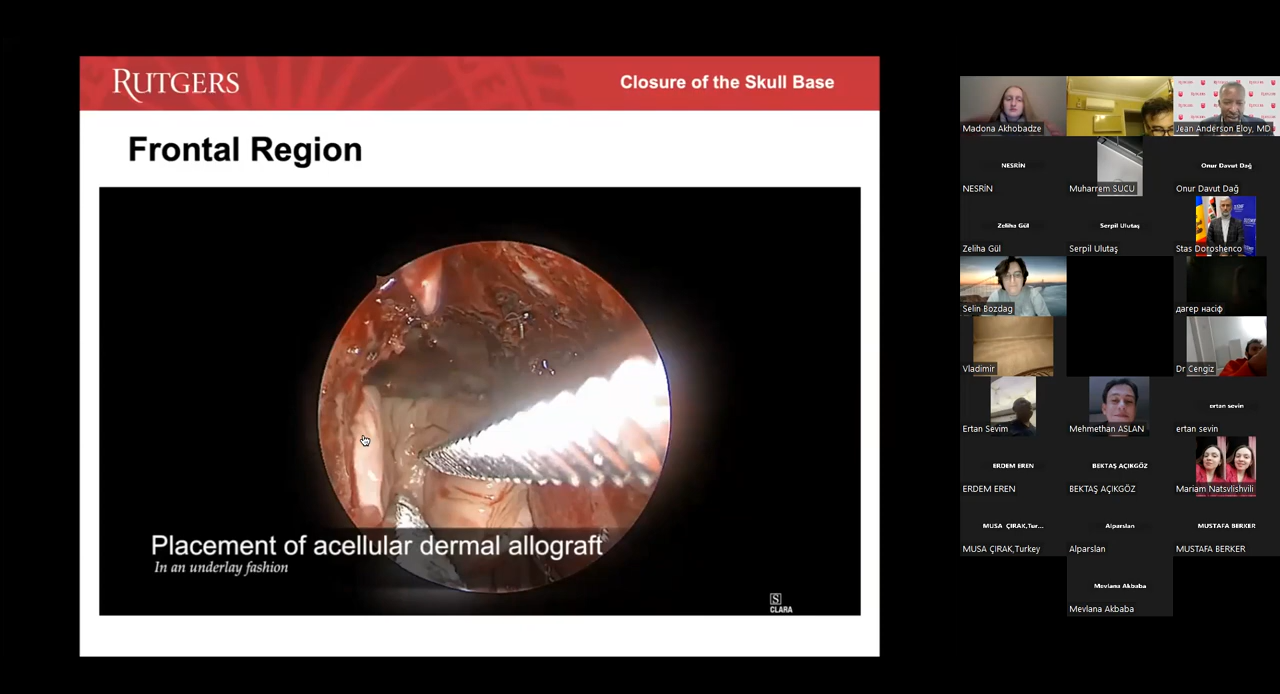 RUTGERS
Closure of the Skull Base
Frontal Region
Placement of acellular dermal allograft
In an underlay fashion
S
CLARA
Madona Akhobadze
Jean Anderson Eloy, MD
NESRİN
NESRİN
Muharrem SUCU
Onur Davut Dağ
Onur Davut Dağ
Zeliha Gül
Zeliha Gül
Serpil Ulutaş
Serpil Ulutaş
Stas Doroshenco
Selin Bozdag
дагер насіф
Vladimir
Dr Cengiz
Ertan Sevim
Mehmethan ASLAN
ertan sevin
ertan sevin
ERDEM EREN
ERDEM EREN
BEKTAŞ AÇIKGÖZ
BEKTAŞ AÇIKGÖZ
Mariam Natsvlishvili
MUSA ÇIRAK,Tur...
MUSA ÇIRAK,Turkey
Alparslan
Alparslan
MUSTAFA BERKER
MUSTAFA BERKER
Mevlana Akbaba
Mevlana Akbaba